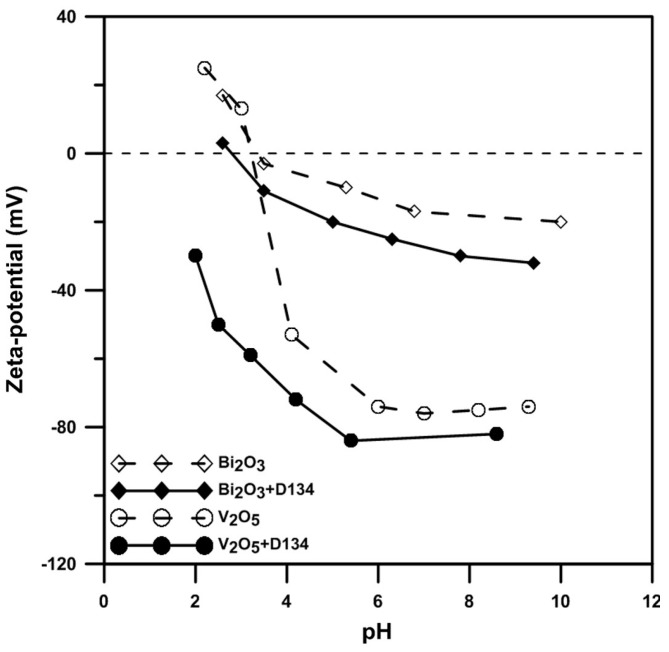 40
0
-40
-80
-120
Zeta-potential (mV)
Bi2O3
Bi2O3+D134
V2O5
V2O5+D134
0 2 4 6 8 10 12
pH